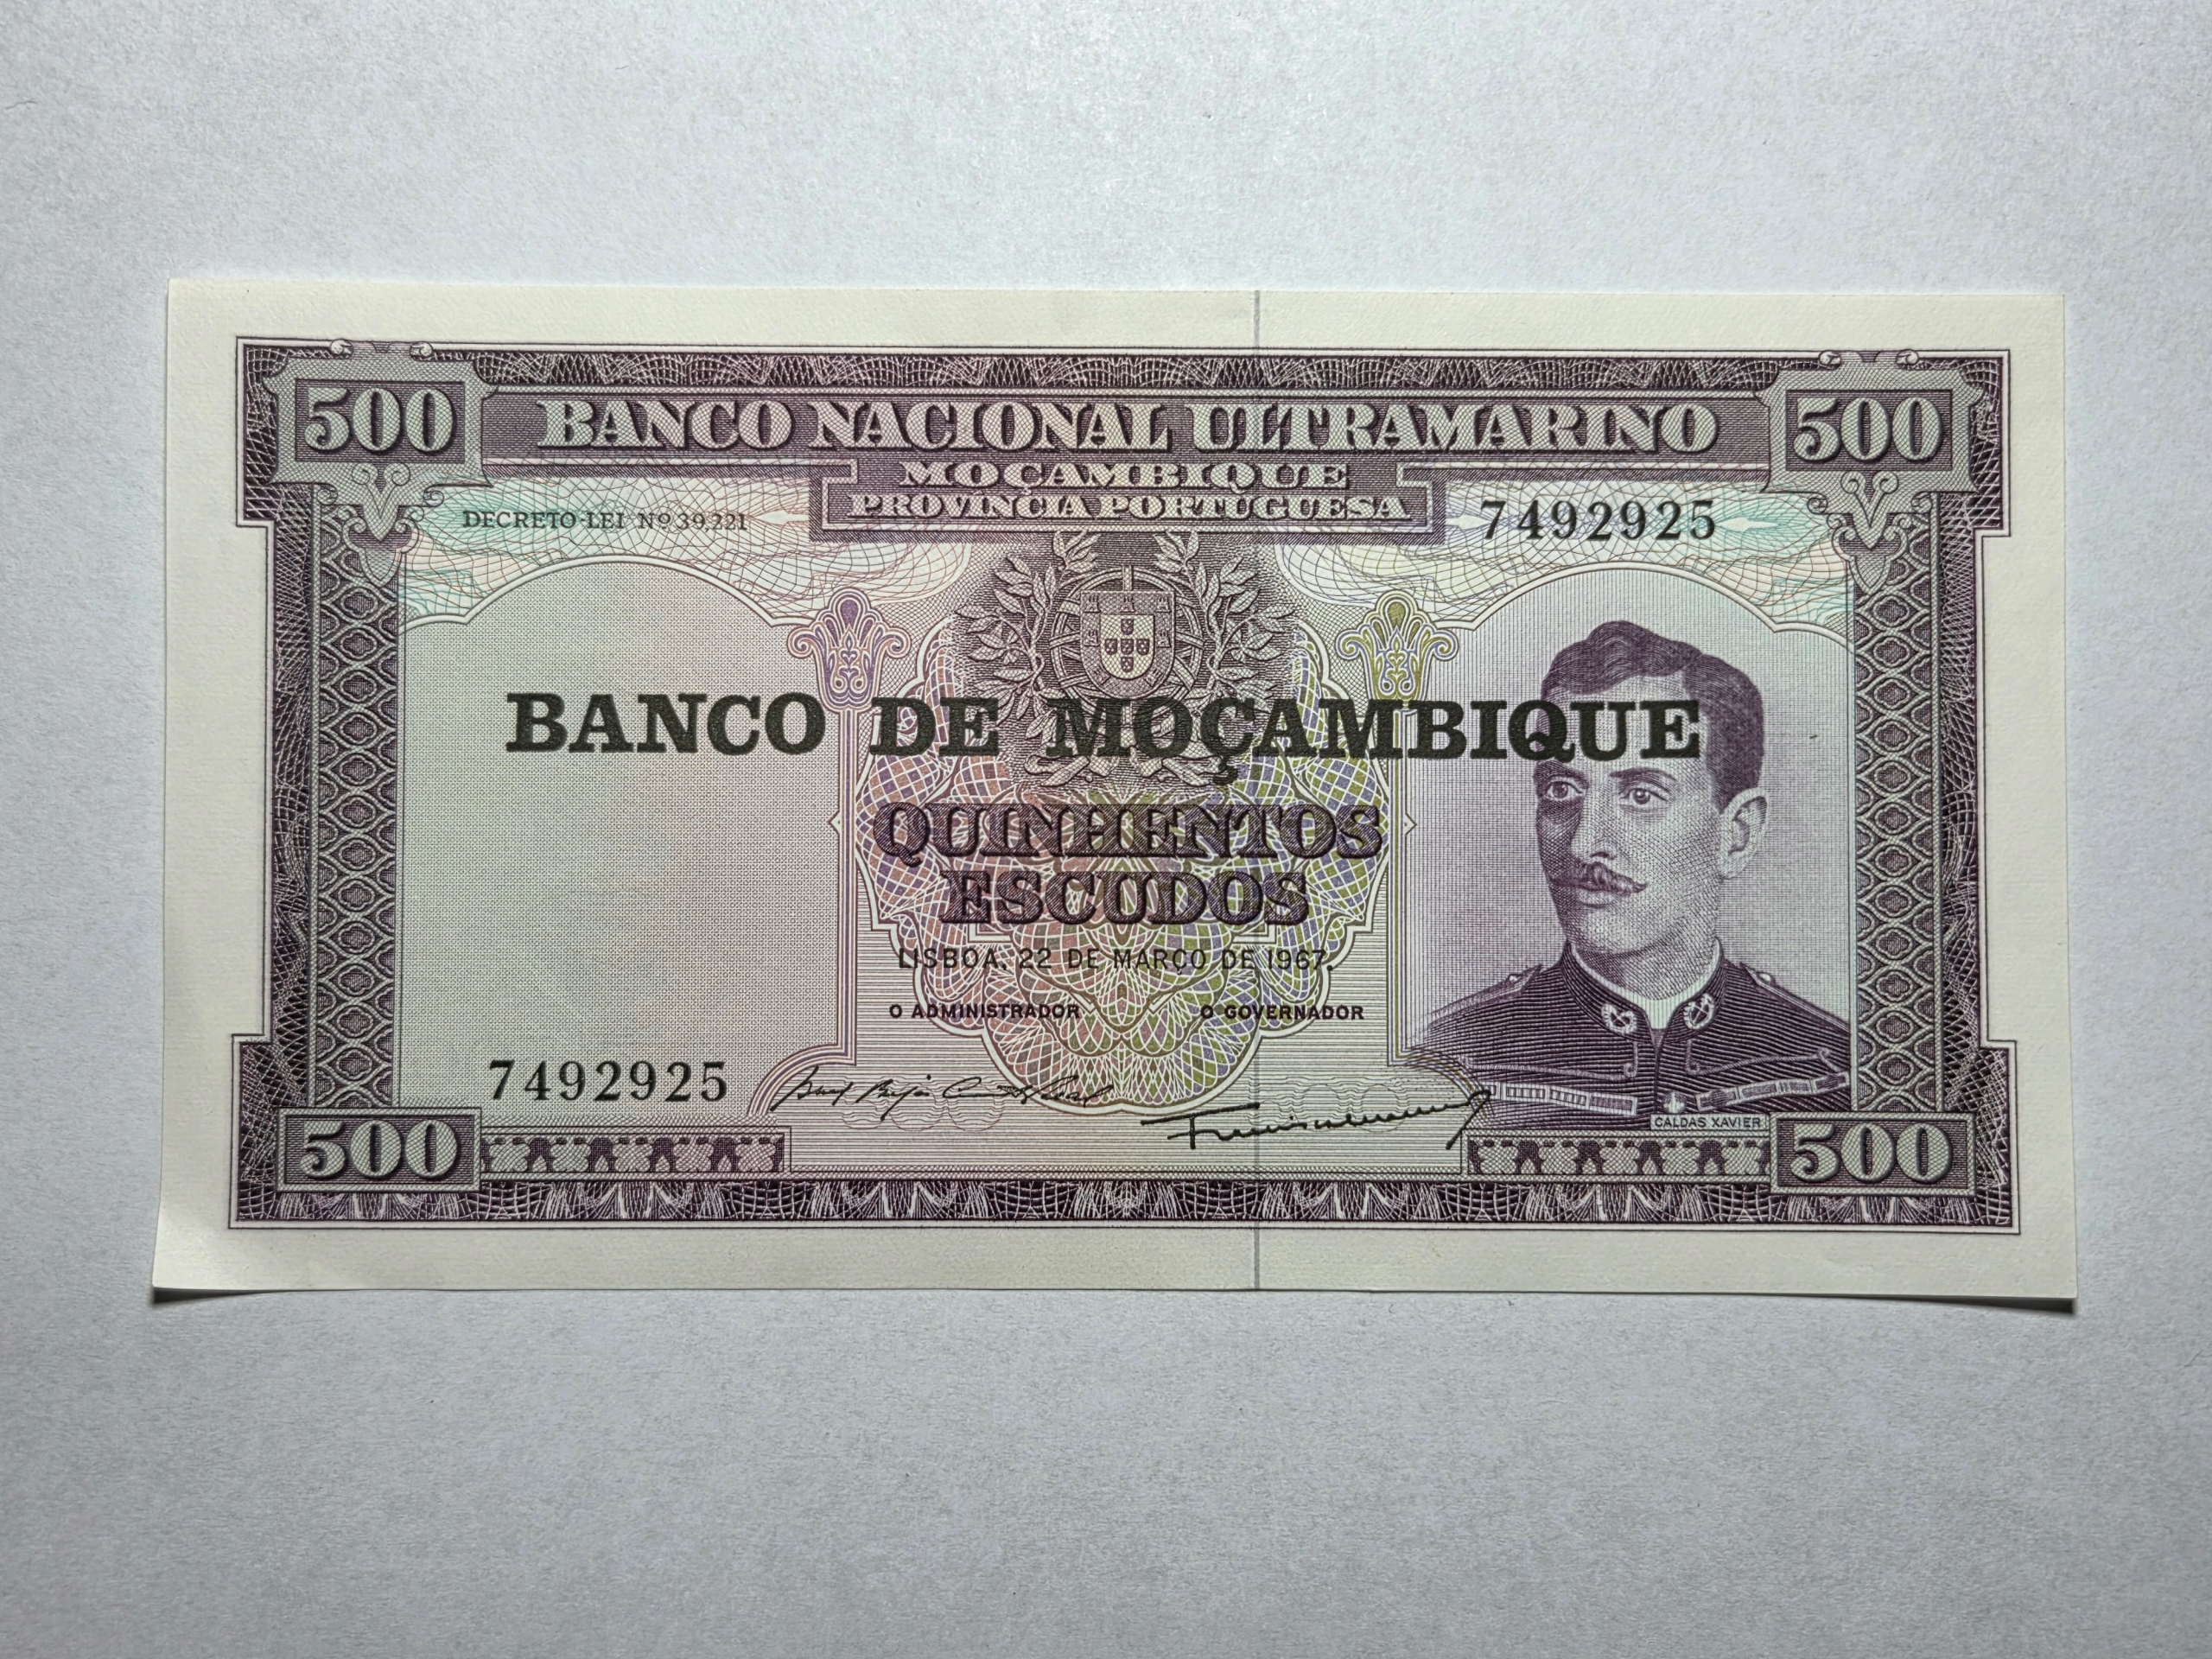 500
BANCO NACIONAL ULTRAMARINO
500
MOÇAMBIQUE
PROVINCIA PORTUGUESA
DECRETO-LEI Nº 39.221
7492925
BANCO DE MOÇAMBIQUE
QUINHENTOS
ESCUDOS
LISBOA, 22 DE MARÇO DE 1967.
O ADMINISTRADOR
O GOVERNADOR
7492925
CALDAS XAVIER
500
500